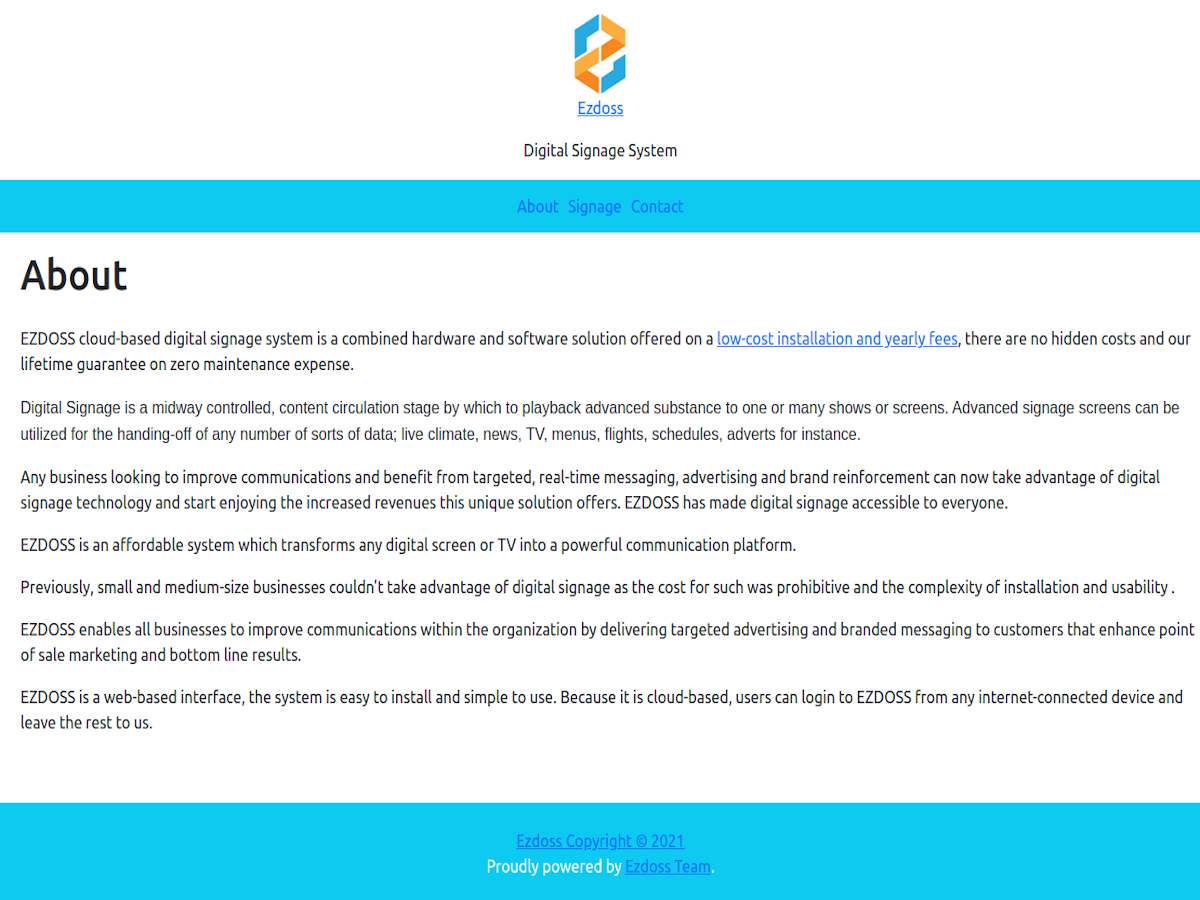 Ezdoss
Digital Signage System
About Signage Contact
About
EZDOSS cloud-based digital signage system is a combined hardware and software solution offered on a low-cost installation and yearly fees, there are no hidden costs and our
lifetime guarantee on zero maintenance expense.
Digital Signage is a midway controlled, content circulation stage by which to playback advanced substance to one or many shows or screens. Advanced signage screens can be
utilized for the handing-off of any number of sorts of data; live climate, news, TV, menus, flights, schedules, adverts for instance.
Any business looking to improve communications and benefit from targeted, real-time messaging, advertising and brand reinforcement can now take advantage of digital
signage technology and start enjoying the increased revenues this unique solution offers. EZDOSS has made digital signage accessible to everyone.
EZDOSS is an affordable system which transforms any digital screen or TV into a powerful communication platform.
Previously, small and medium-size businesses couldn't take advantage of digital signage as the cost for such was prohibitive and the complexity of installation and usability .
EZDOSS enables all businesses to improve communications within the organization by delivering targeted advertising and branded messaging to customers that enhance point
of sale marketing and bottom line results.
EZDOSS is a web-based interface, the system is easy to install and simple to use. Because it is cloud-based, users can login to EZDOSS from any internet-connected device and
leave the rest to us.
Ezdoss Copyright © 2021
Proudly powered by Ezdoss Team.